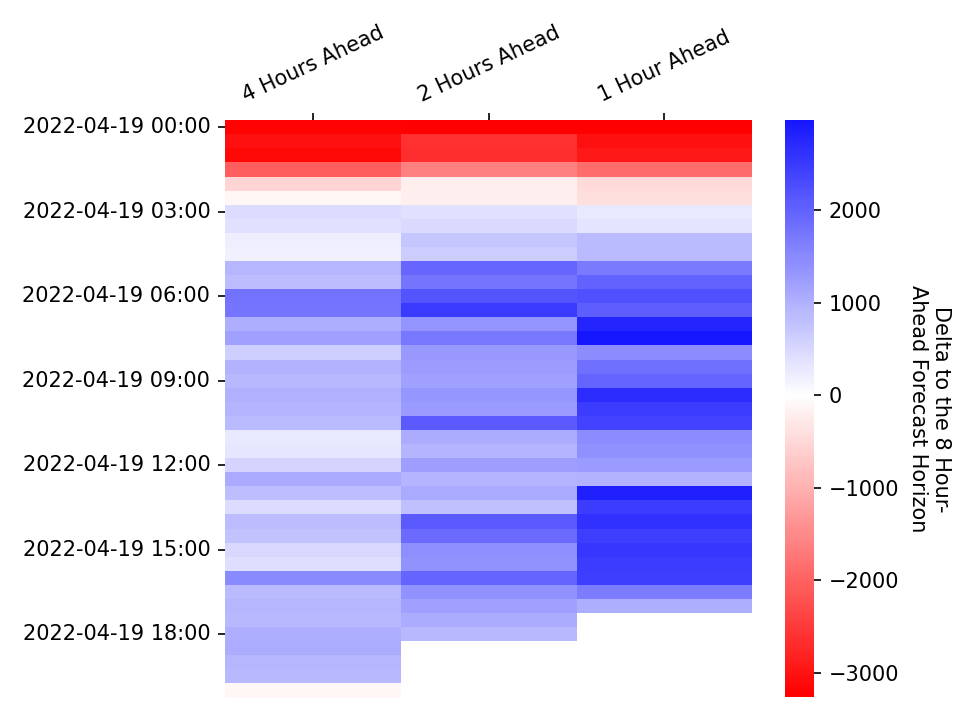 4 Hours Ahead
2 Hours Ahead
1 Hour Ahead
2022-04-19 00:00
2022-04-19 03:00
2022-04-19 06:00
2022-04-19 09:00
2022-04-19 12:00
2022-04-19 15:00
2022-04-19 18:00
2000
1000
0
−1000
−2000
−3000
Delta to the 8 Hour-
Ahead Forecast Horizon